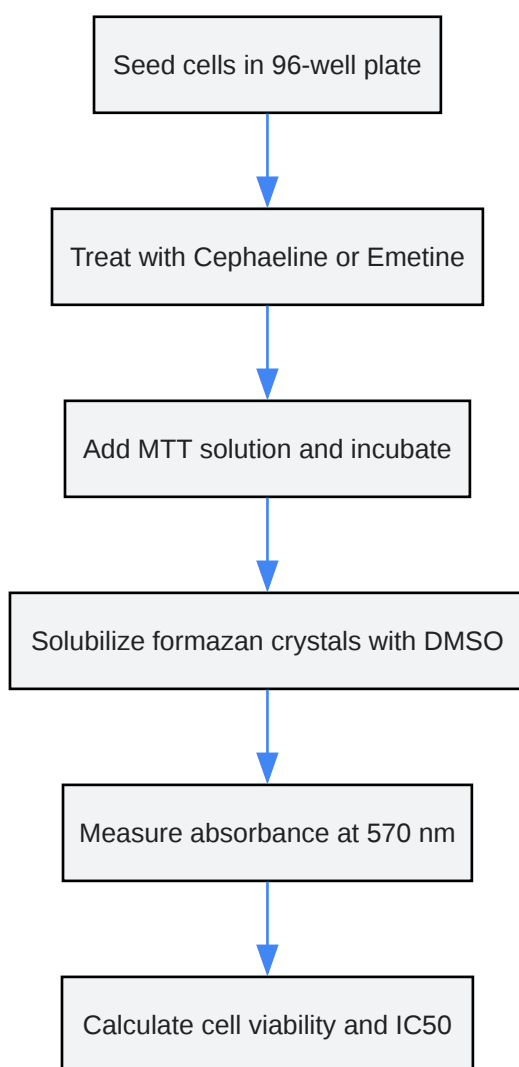 Seed cells in 96-well plate
Treat with Cephaeline or Emetine
Add MTT solution and incubate
Solubilize formazan crystals with DMSO
Measure absorbance at 570 nm
Calculate cell viability and IC50